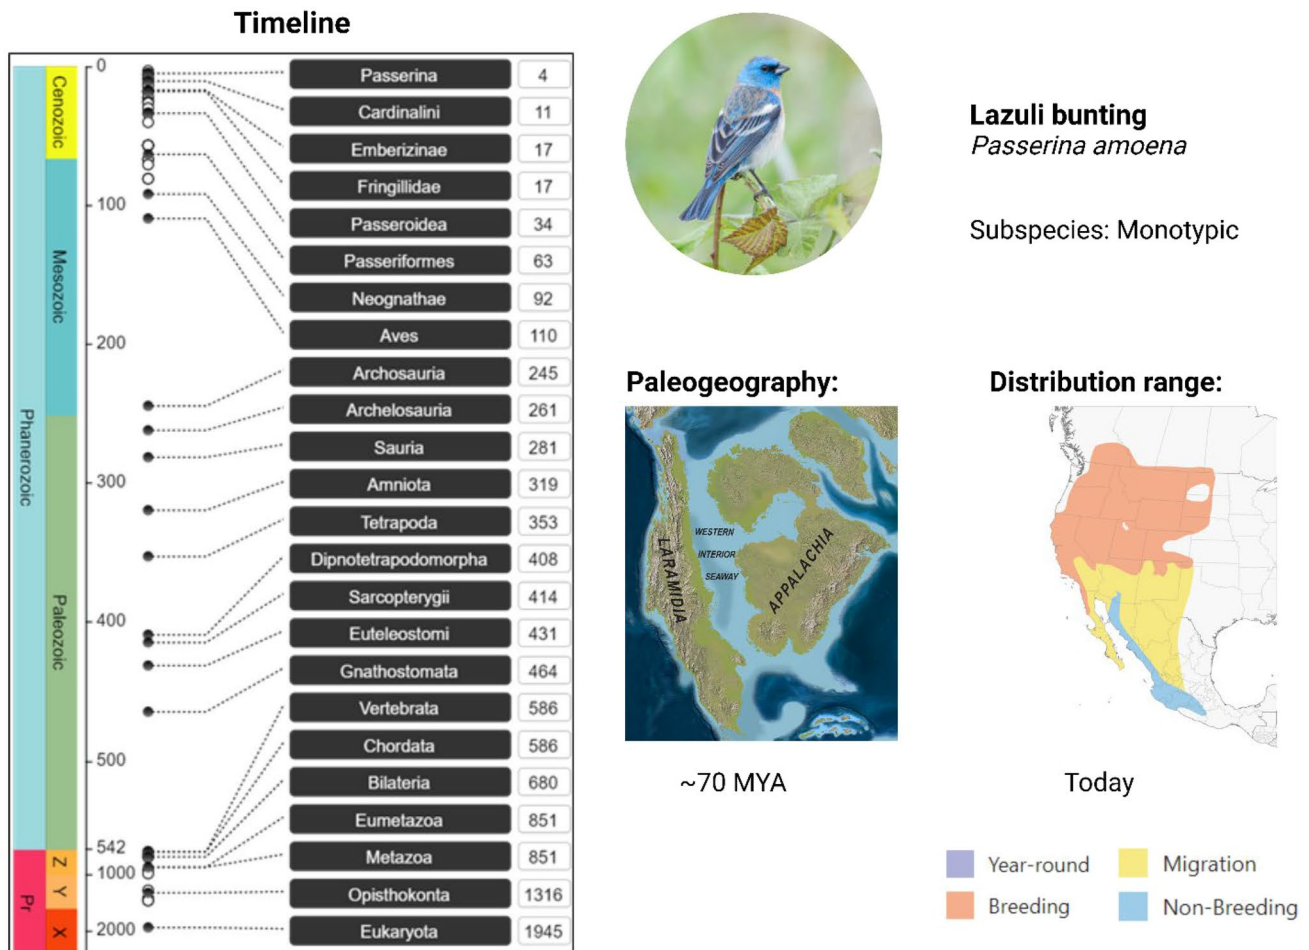 Timeline
0
100
200
300
400
500
542
1000
2000
Phanerozoic
Pr
Cenozoic
Mesozoic
Paleozoic
Z
Y
X
Passerina 4
Cardinalini 11
Emberizinae 17
Fringillidae 17
Passeroidea 34
Passeriformes 63
Neognathae 92
Aves 110
Archosauria 245
Archelosauria 261
Sauria 281
Amniota 319
Tetrapoda 353
Dipnotetrapodomorpha 408
Sarcopterygii 414
Euteleostomi 431
Gnathostomata 464
Vertebrata 586
Chordata 586
Bilateria 680
Eumetazoa 851
Metazoa 851
Opisthokonta 1316
Eukaryota 1945
Lazuli bunting
Passerina amoena
Subspecies: Monotypic
Paleogeography:
LARAMIDIA
WESTERN
INTERIOR
SEAWAY
APPALACHIA
~70 MYA
Distribution range:
Today
Year-round
Migration
Breeding
Non-Breeding